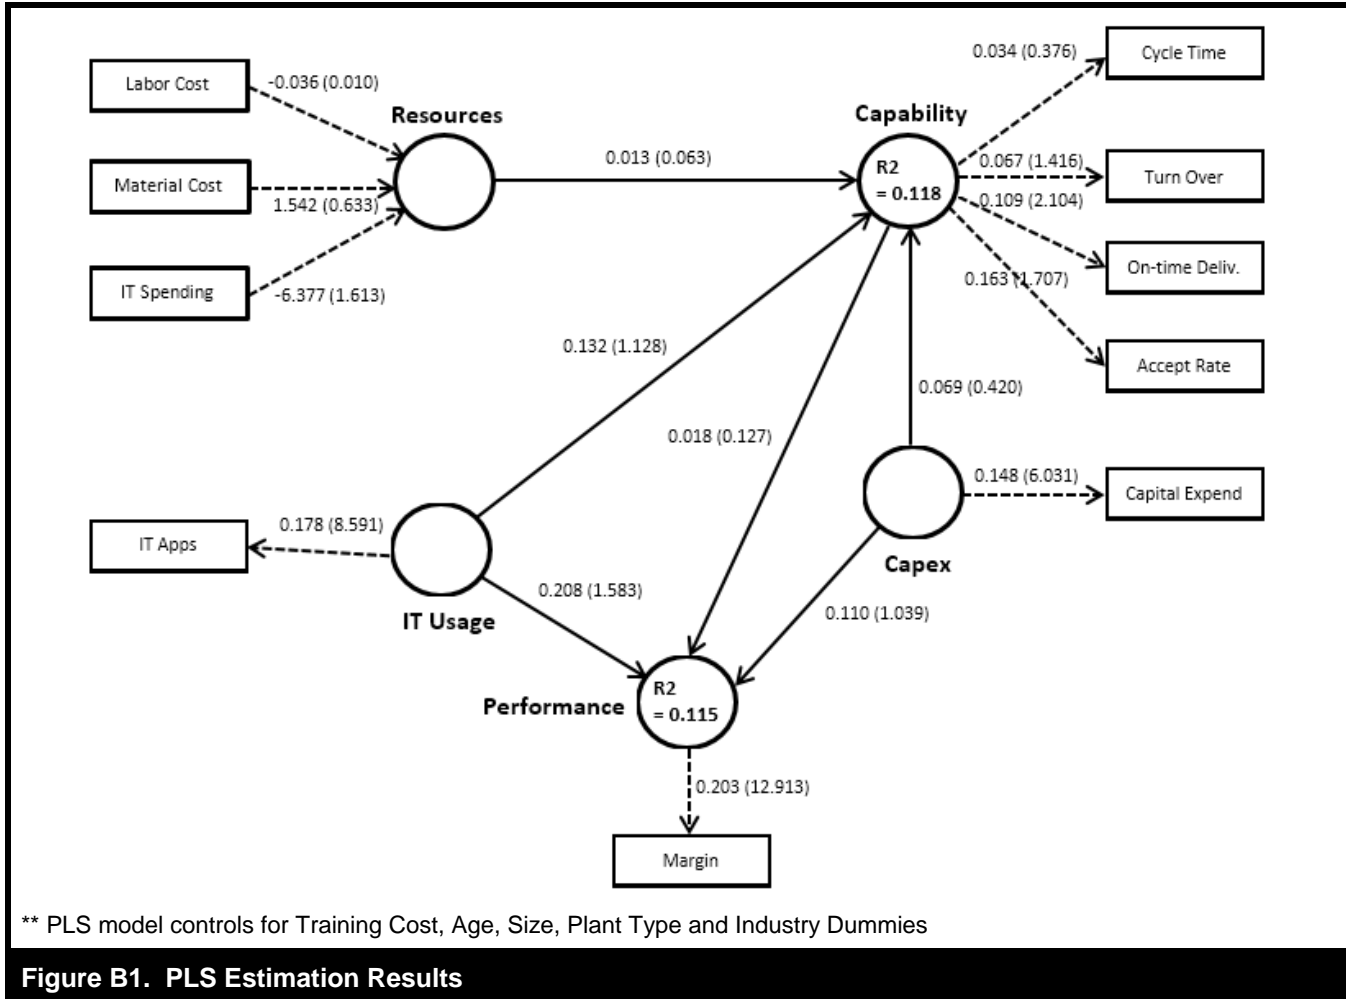 0.034 (0.376)
Cycle Time
Labor Cost
-0.036 (0.010)
Resources
Capability
0.013 (0.063)
R2
= 0.118
0.067 (1.416)
Turn Over
Material Cost
1.542 (0.633)
0.109 (2.104)
On-time Deliv.
0.163 (1.707)
IT Spending
-6.377 (1.613)
0.132 (1.128)
Accept Rate
0.069 (0.420)
0.018 (0.127)
0.148 (6.031)
Capital Expend
IT Apps
0.178 (8.591)
Capex
0.208 (1.583)
IT Usage
0.110 (1.039)
Performance
R2
= 0.115
0.203 (12.913)
Margin
** PLS model controls for Training Cost, Age, Size, Plant Type and Industry Dummies
Figure B1. PLS Estimation Results